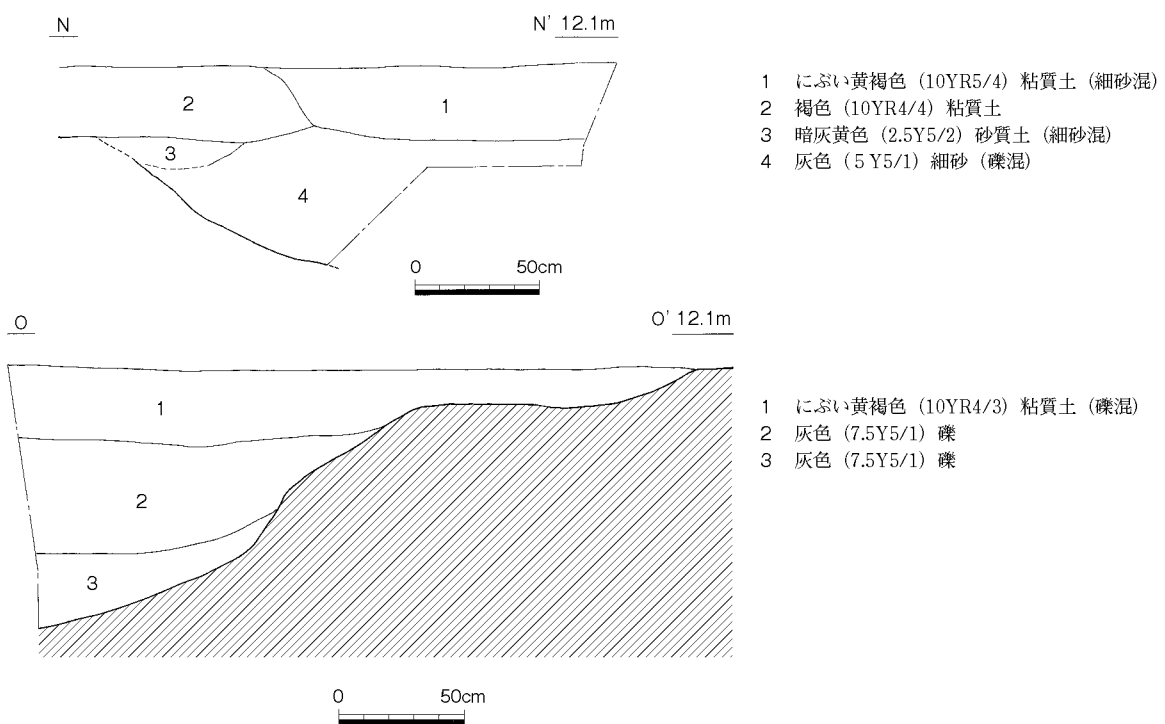 N
N' 12.1m
2
1
3
4
0 50cm
1 にぶい黄褐色 (10YR5/4) 粘質土 (細砂混)
2 褐色 (10YR4/4) 粘質土
3 暗灰黄色 (2.5Y5/2) 砂質土 (細砂混)
4 灰色 (5Y5/1) 細砂 (礫混)
O
O' 12.1m
1
2
3
0 50cm
1 にぶい黄褐色 (10YR4/3) 粘質土 (礫混)
2 灰色 (7.5Y5/1) 礫
3 灰色 (7.5Y5/1) 礫